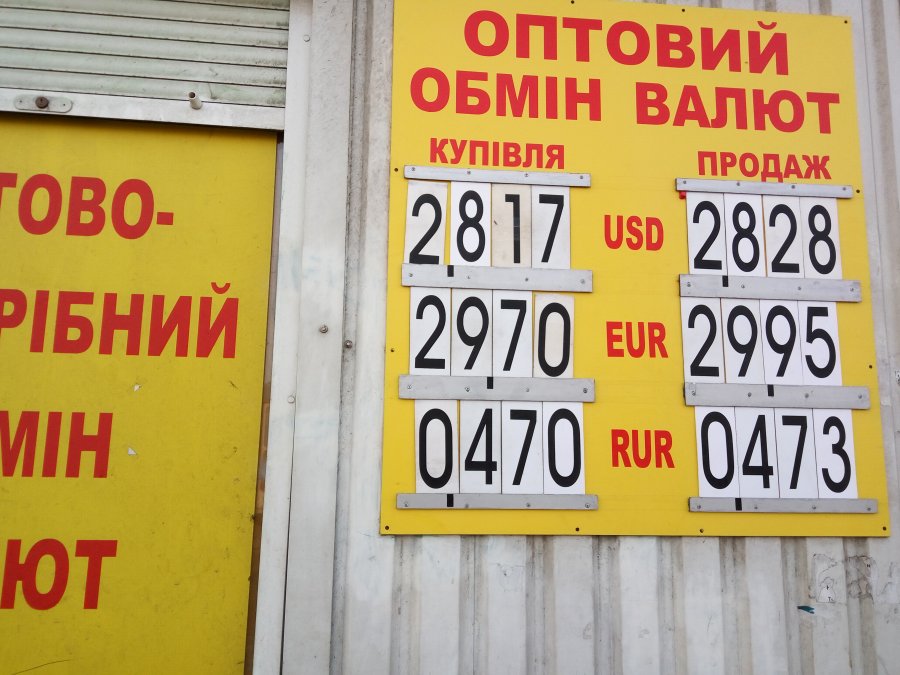 ТОВО-
РІБНИЙ
МІН
ЮТ
ОПТОВИЙ
ОБМІН ВАЛЮТ
КУПІВЛЯ ПРОДАЖ
2817 USD 2828
2970 EUR 2995
0470 RUR 0473